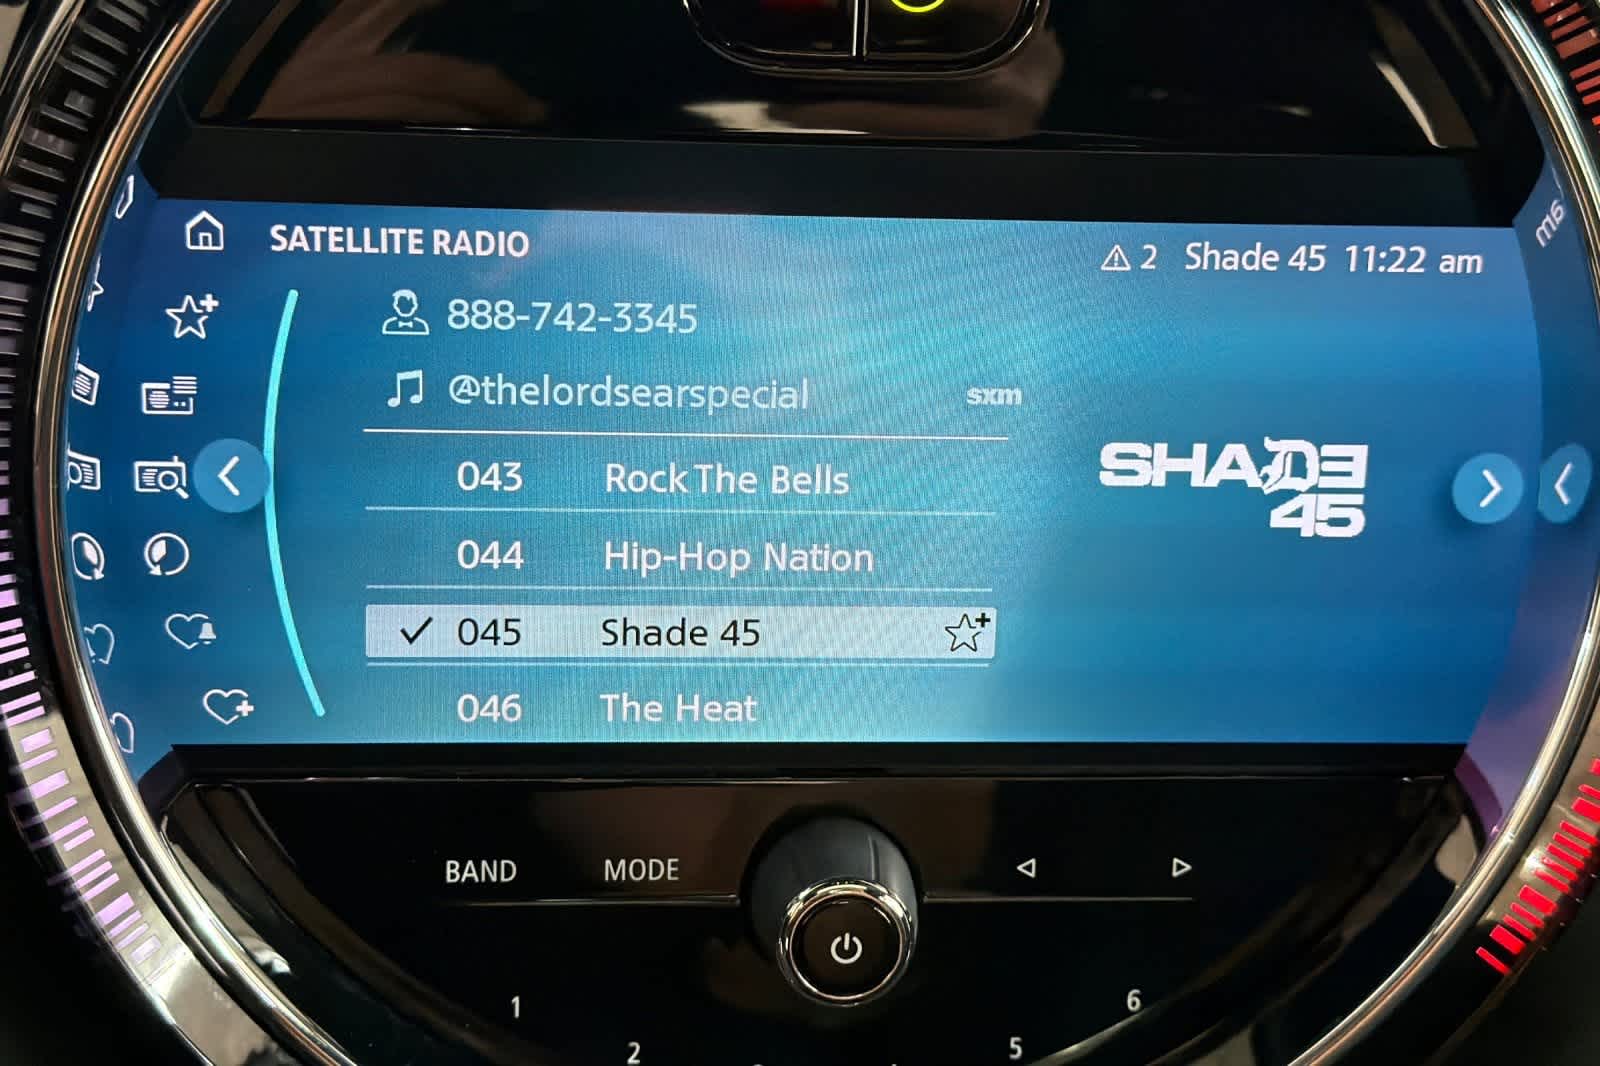 SATELLITE RADIO
2 Shade 45 11:22 am
am
888-742-3345
@thelordsearspecial
sxm
043 Rock The Bells
044 Hip-Hop Nation
045 Shade 45
046 The Heat
SHADE
45
BAND MODE
1
2
5
6